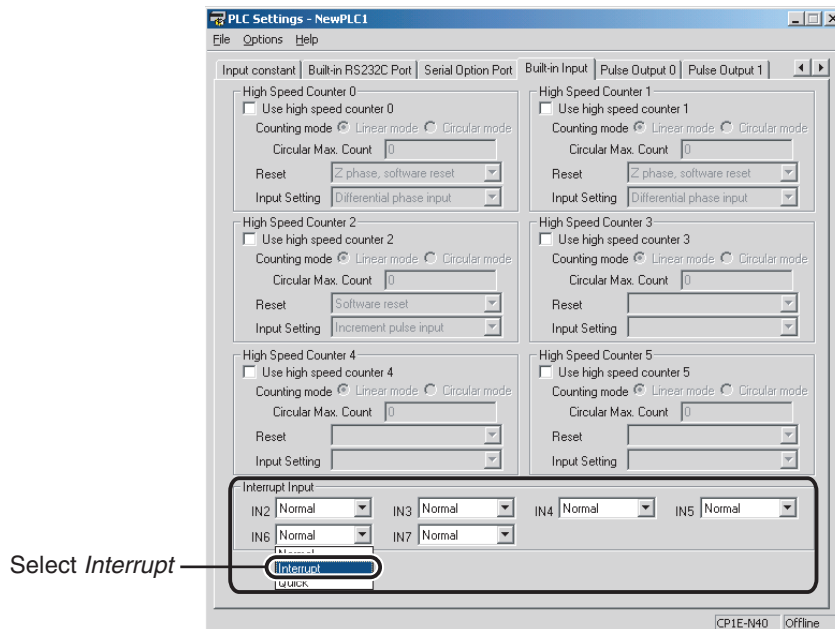 PLC Settings - NewPLC1
File Options Help
Input constant Built-in RS232C Port Serial Option Port Built-in Input Pulse Output 0 Pulse Output 1
High Speed Counter 0
Use high speed counter 0
Counting mode Linear mode Circular mode
Circular Max. Count 0
Reset Z phase, software reset
Input Setting Differential phase input
High Speed Counter 1
Use high speed counter 1
Counting mode Linear mode Circular mode
Circular Max. Count 0
Reset Z phase, software reset
Input Setting Differential phase input
High Speed Counter 2
Use high speed counter 2
Counting mode Linear mode Circular mode
Circular Max. Count 0
Reset Software reset
Input Setting Increment pulse input
High Speed Counter 3
Use high speed counter 3
Counting mode Linear mode Circular mode
Circular Max. Count 0
Reset
Input Setting
High Speed Counter 4
Use high speed counter 4
Counting mode Linear mode Circular mode
Circular Max. Count 0
Reset
Input Setting
High Speed Counter 5
Use high speed counter 5
Counting mode Linear mode Circular mode
Circular Max. Count 0
Reset
Input Setting
Interrupt Input
IN2 Normal IN3 Normal IN4 Normal IN5 Normal
IN6 Normal IN7 Normal
Normal
Select Interrupt
Interrupt
Quick
CP1E-N40 Offline